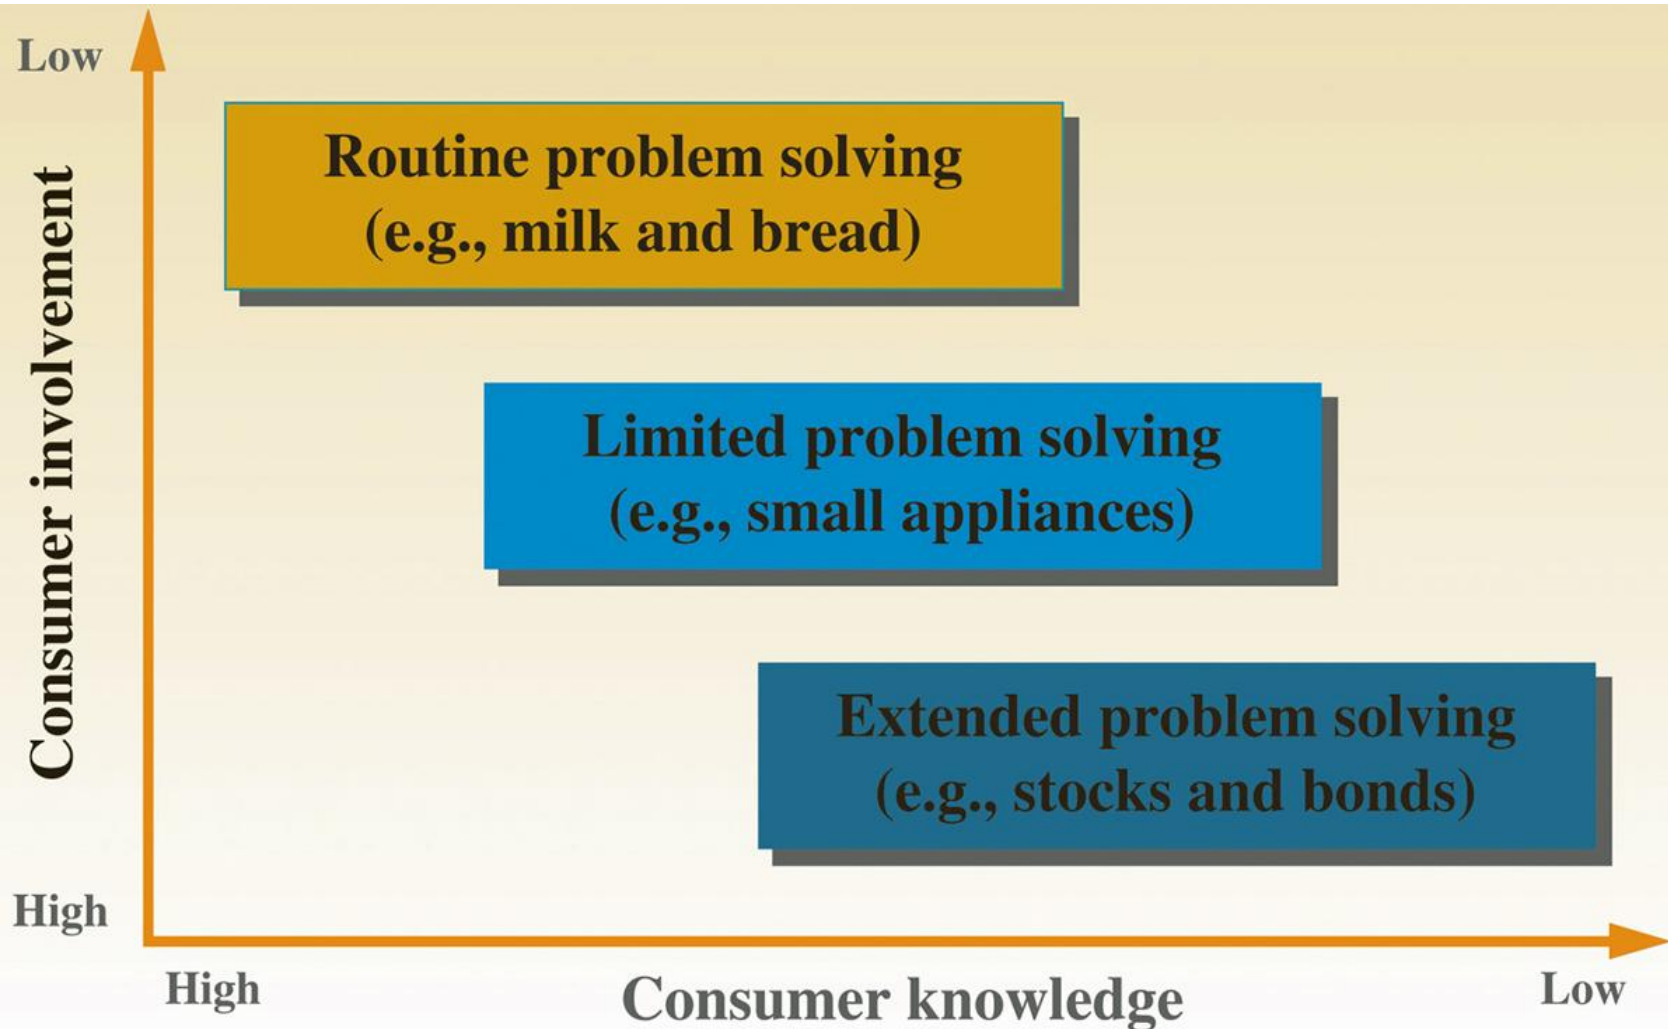 Low
Consumer involvement
Routine problem solving
(e.g., milk and bread)
Limited problem solving
(e.g., small appliances)
Extended problem solving
(e.g., stocks and bonds)
High
High
Consumer knowledge
Low